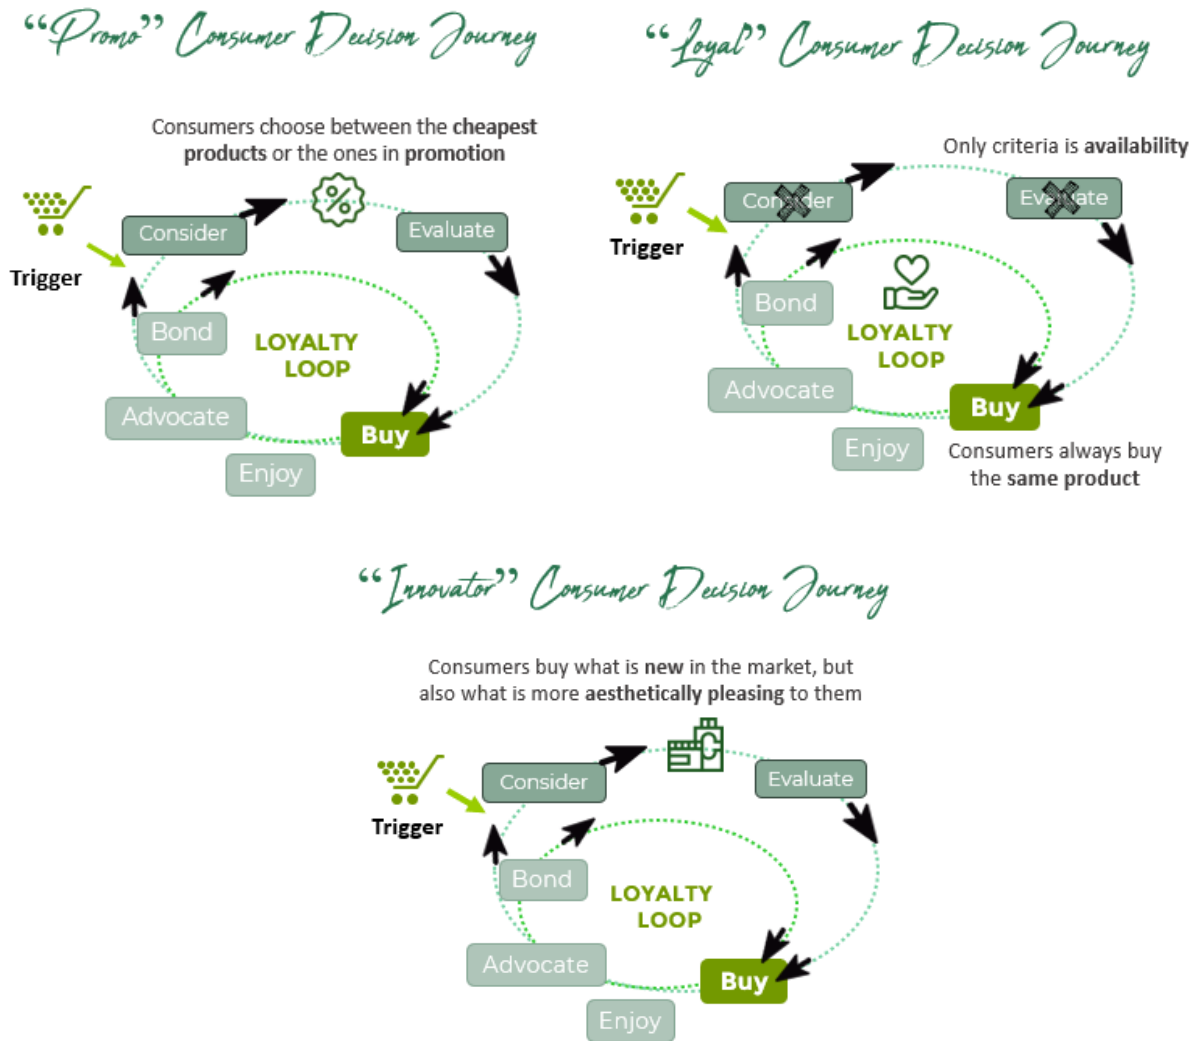 “Promo” Consumer Decision Journey
Consumers choose between the cheapest
products or the ones in promotion
Trigger
Consider
%
Evaluate
Bond
LOYALTY
LOOP
Advocate
Buy
Enjoy
“Loyal” Consumer Decision Journey
Only criteria is availability
Trigger
Consider
Evaluate
Bond
LOYALTY
LOOP
Advocate
Buy
Enjoy
Consumers always buy
the same product
“Innovator” Consumer Decision Journey
Consumers buy what is new in the market, but
also what is more aesthetically pleasing to them
Trigger
Consider
Evaluate
Bond
LOYALTY
LOOP
Advocate
Buy
Enjoy